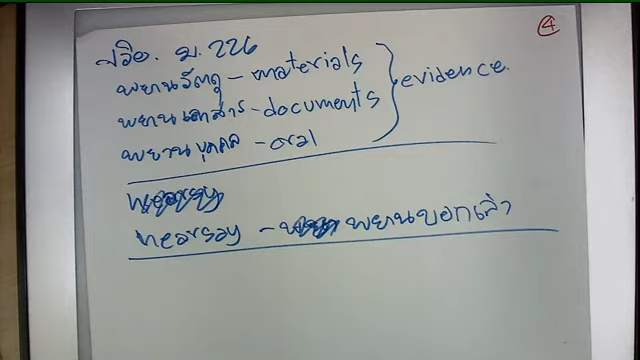 4
ปวิอ. ม. 226
พยานวัตถุ - materials
พยานเอกสาร - documents } evidence.
พยานบุคคล - oral
hearsay - พยานบอกเล่า